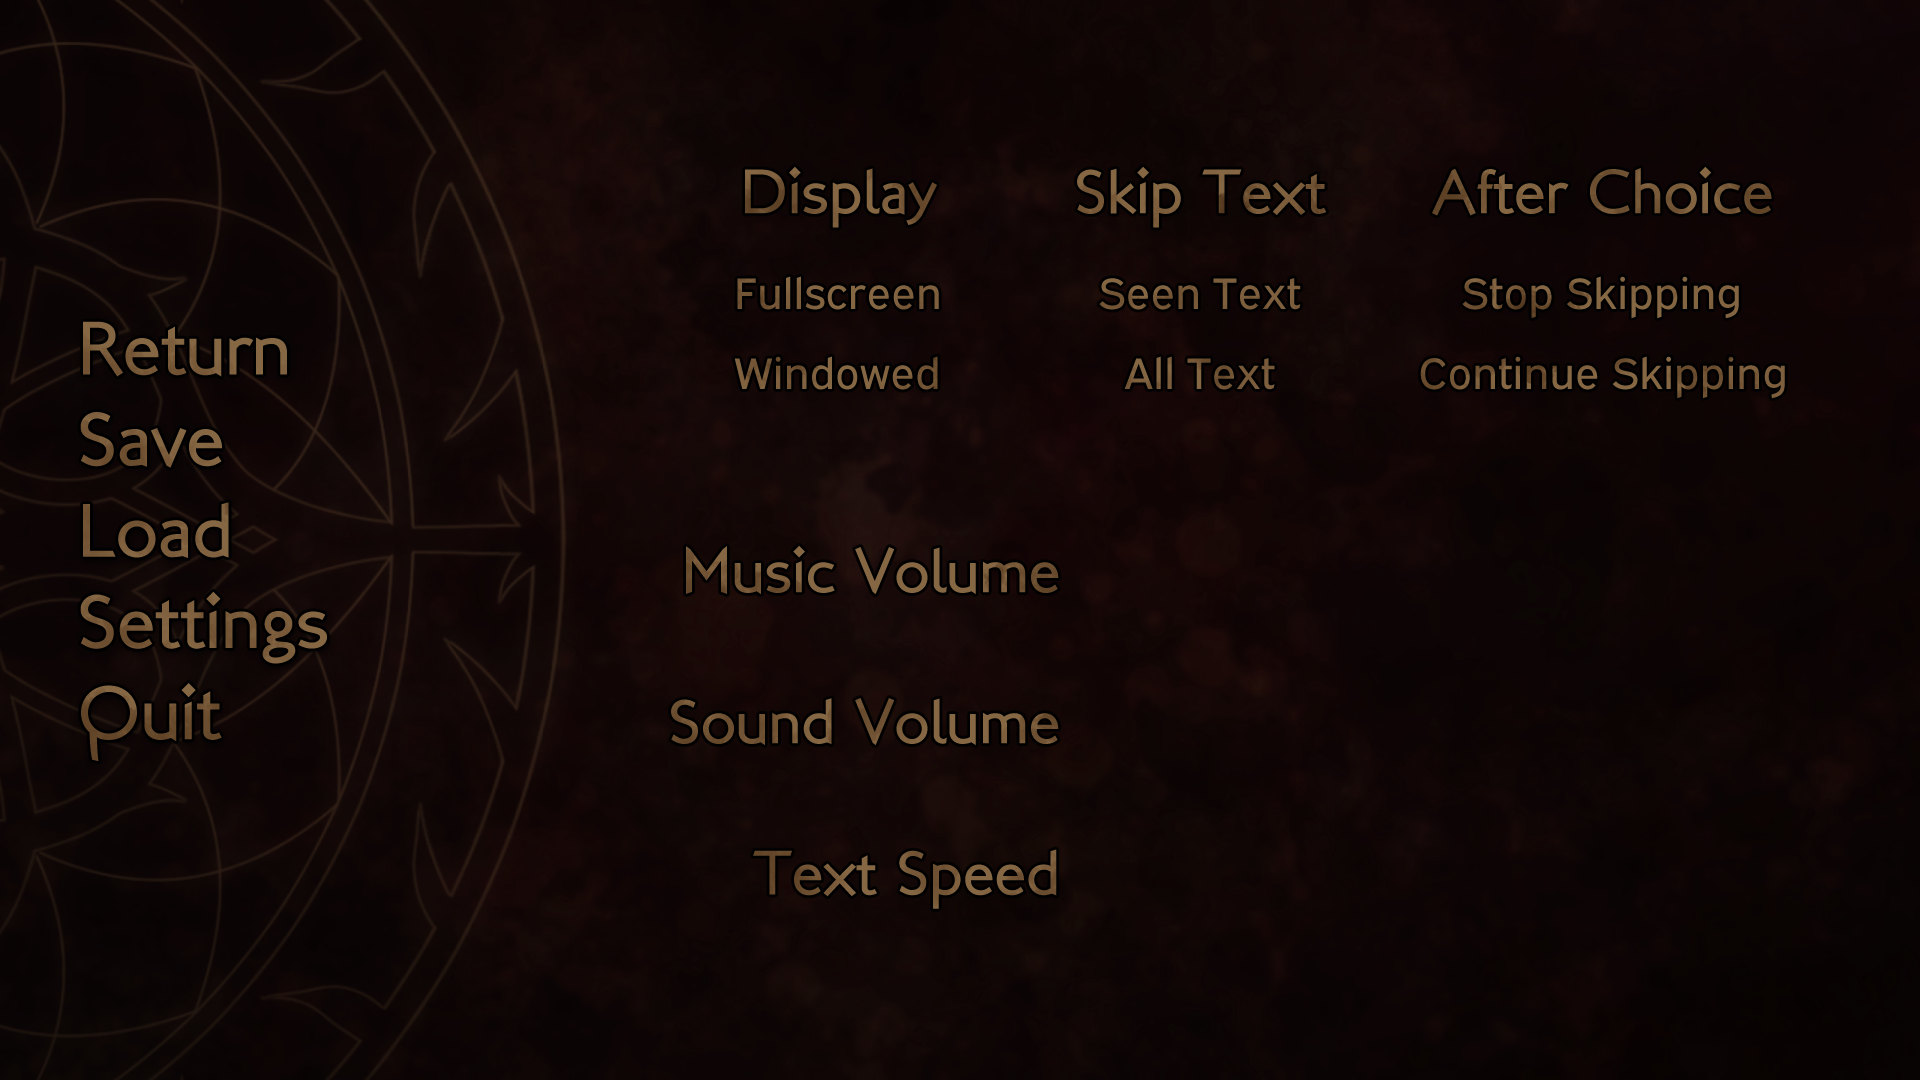 Return
Save
Load
Settings
Quit
Display
Fullscreen
Windowed
Skip Text
Seen Text
All Text
After Choice
Stop Skipping
Continue Skipping
Music Volume
Sound Volume
Text Speed